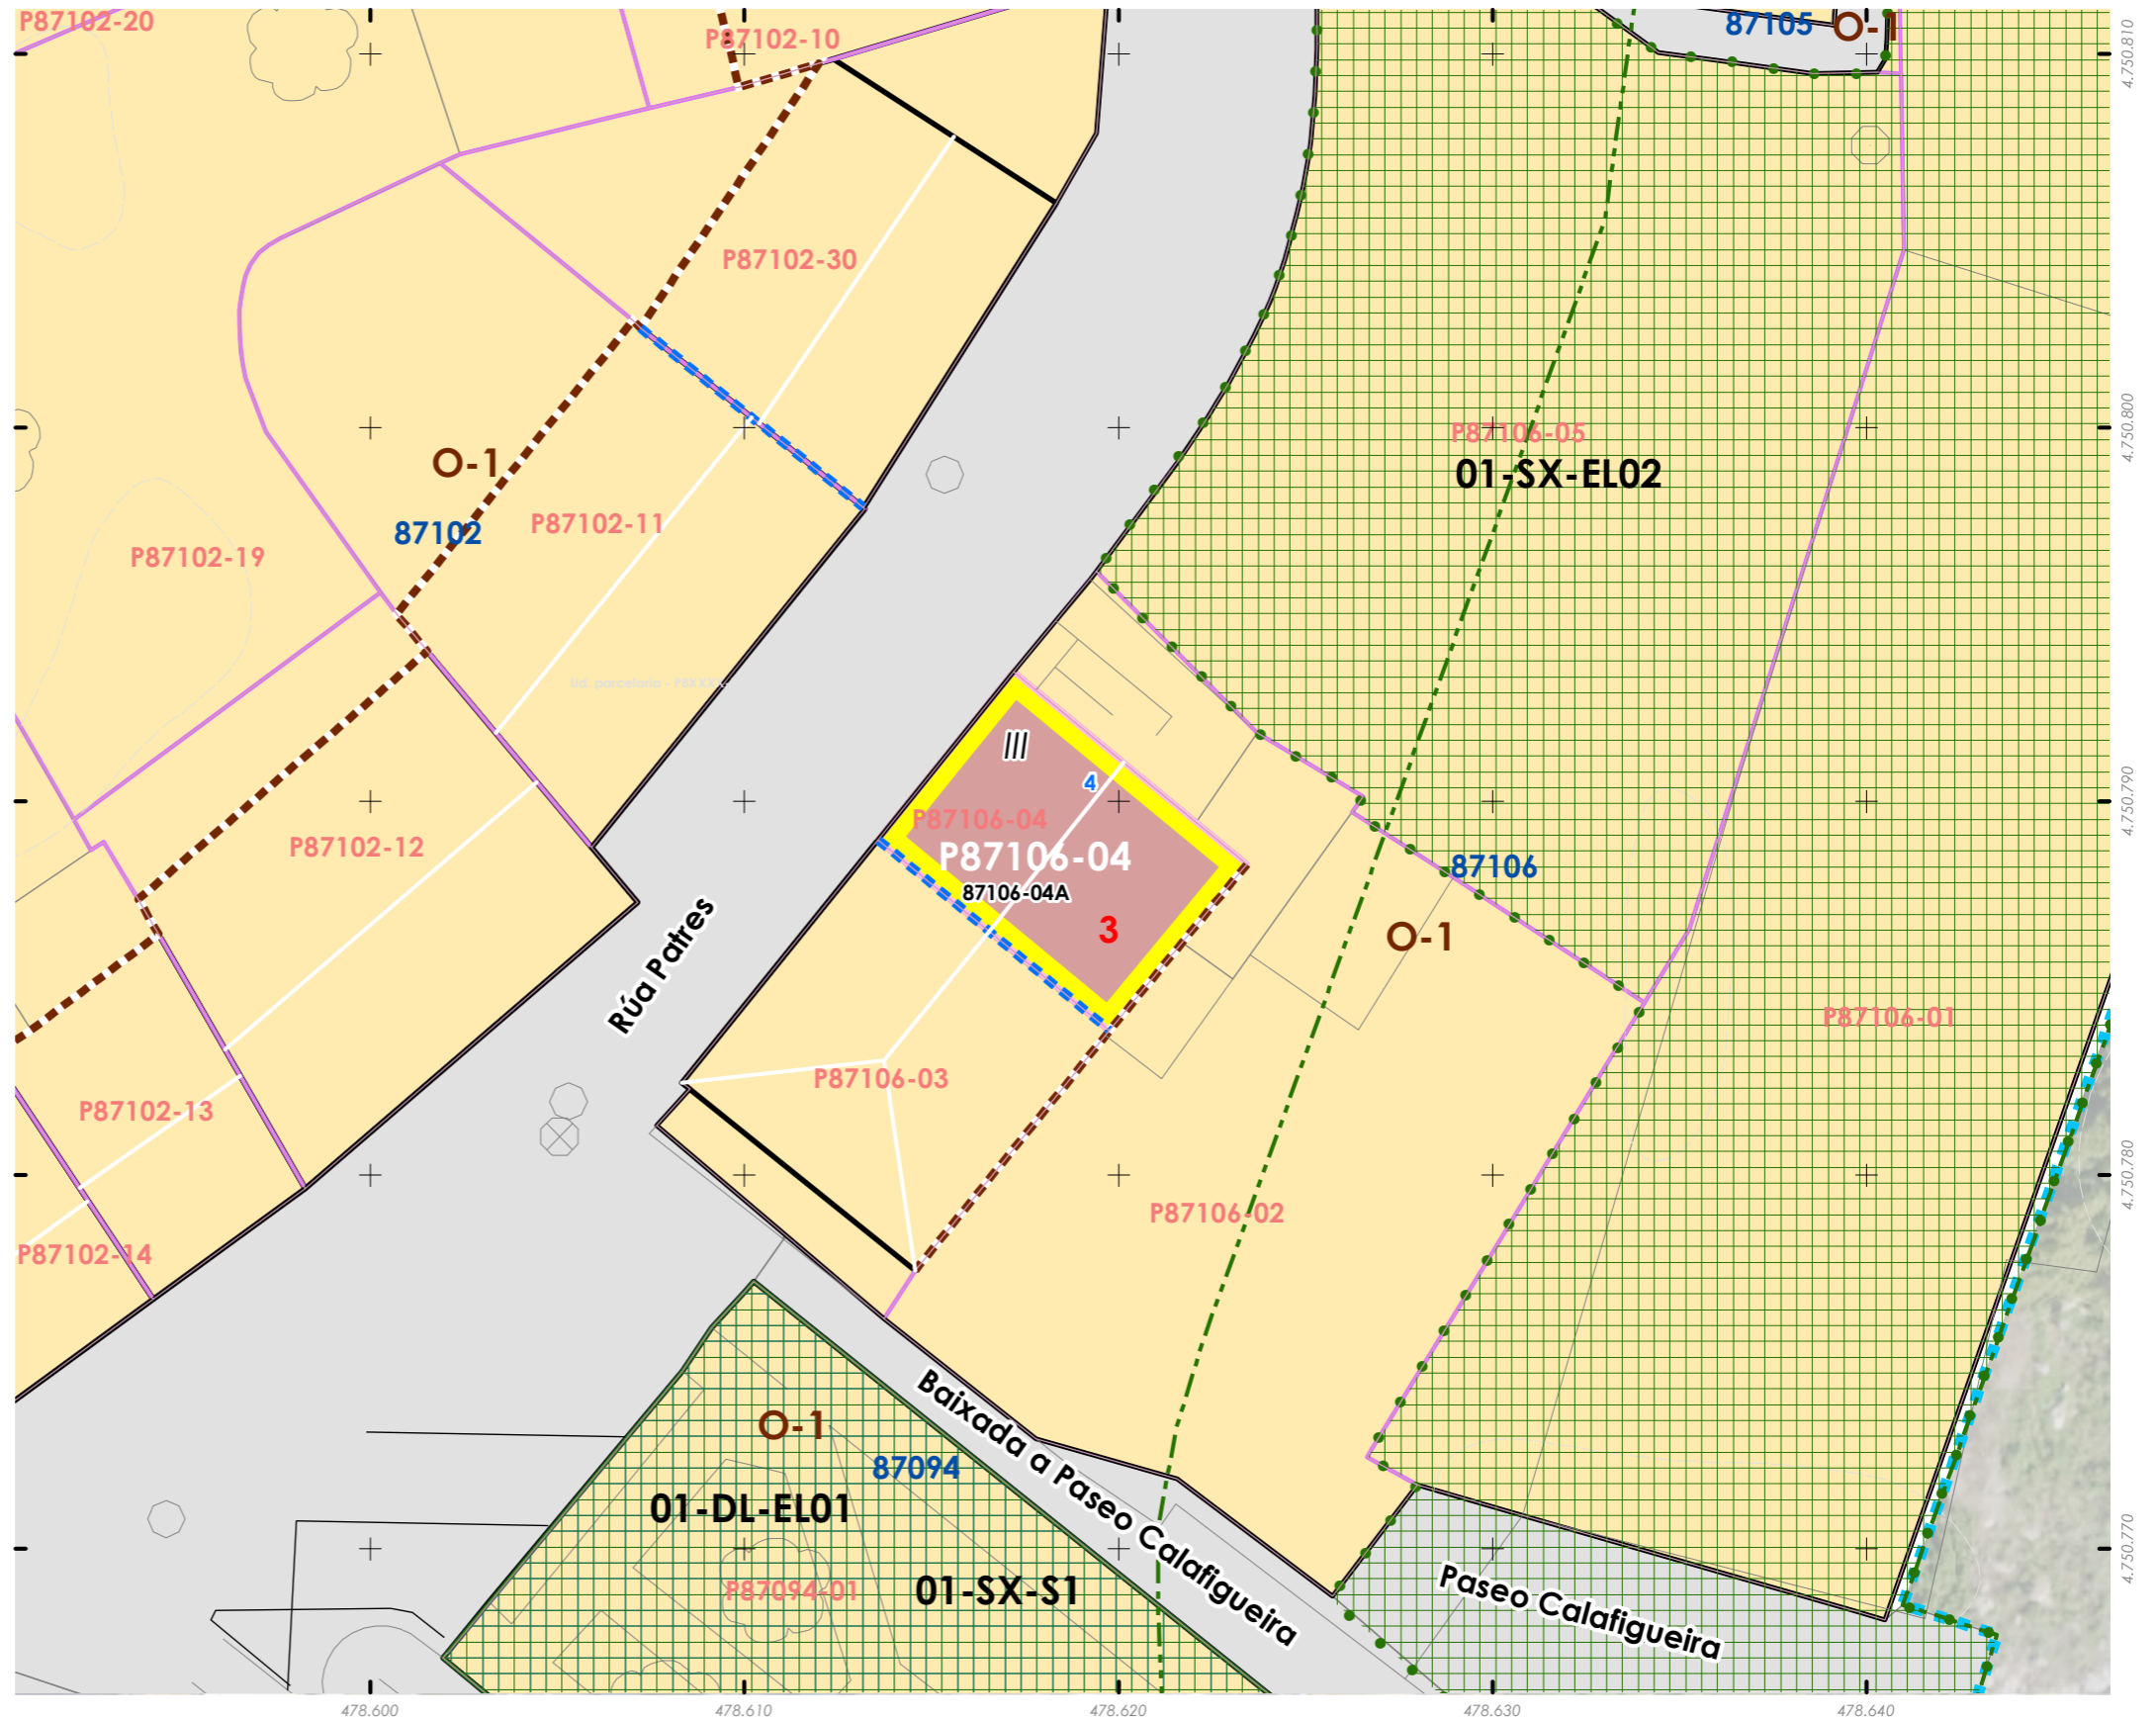 P87102-20
P87102-10
87105
O-1
4.750.810
P87102-30
P87106-05
01-SX-EL02
4.750.800
O-1
87102
P87102-11
P87102-19
III
4
P87106-04
P87106-04
87106-04A
3
4.750.790
87106
O-1
P87102-12
Rúa Patres
P87106-01
P87106-03
P87102-13
4.750.780
P87106-02
P87102-14
O-1
87094
01-DL-EL01
P87094-01
01-SX-S1
Baixada a Paseo Calafigueira
Paseo Calafigueira
4.750.770
478.600
478.610
478.620
478.630
478.640